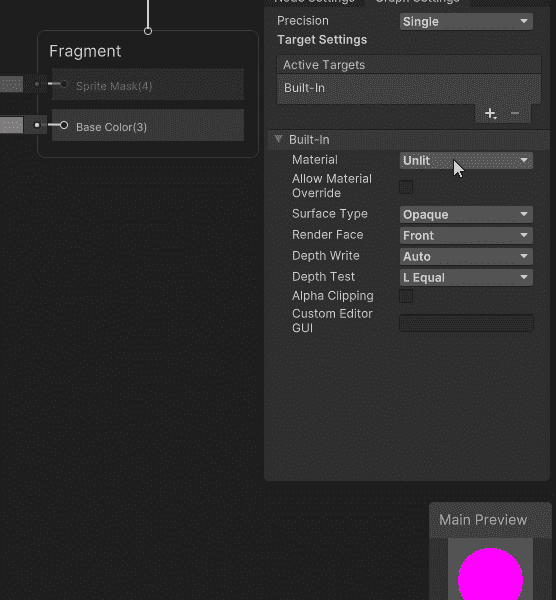 Node Settings Graph Settings
Precision Single
Target Settings
Active Targets
Built-In
Built-In
Material Unlit
Allow Material
Override
Surface Type Opaque
Render Face Front
Depth Write Auto
Depth Test L Equal
Alpha Clipping
Custom Editor
GUI
Fragment
Sprite Mask(4)
Base Color(3)
Main Preview